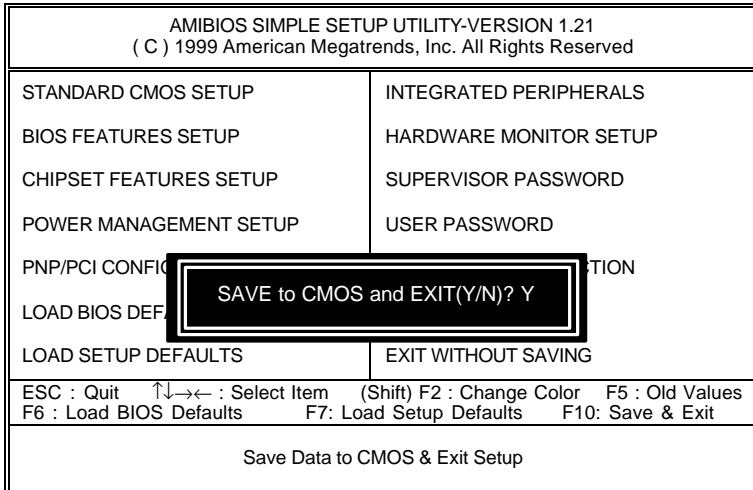 AMIBIOS SIMPLE SETUP UTILITY-VERSION 1.21
( C ) 1999 American Megatrends, Inc. All Rights Reserved
STANDARD CMOS SETUP
BIOS FEATURES SETUP
CHIPSET FEATURES SETUP
POWER MANAGEMENT SETUP
PNP/PCI
LOAD BIOS
LOAD SETUP DEFAULTS
INTEGRATED PERIPHERALS
HARDWARE MONITOR SETUP
SUPERVISOR PASSWORD
USER PASSWORD
EXIT WITHOUT SAVING
SAVE to CMOS and EXIT(Y/N)? Y
ESC : Quit ↑↓→← : Select Item (Shift) F2 : Change Color F5 : Old Values
F6 : Load BIOS Defaults F7: Load Setup Defaults F10: Save & Exit
Save Data to CMOS & Exit Setup